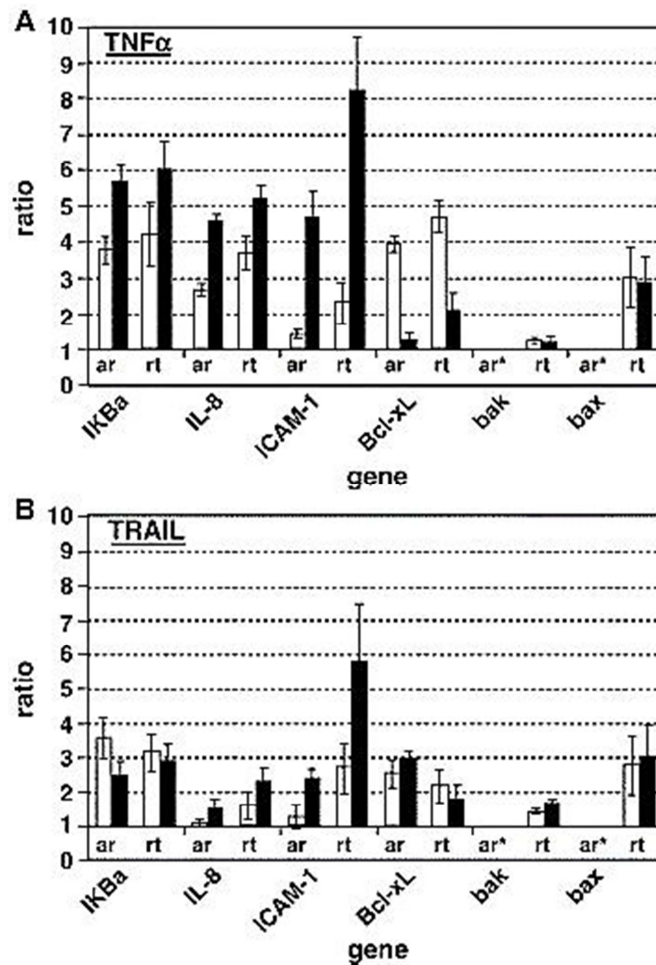 A
TNFα
10
9
8
7
6
5
4
3
2
1
0
ratio
ar rt ar rt ar rt ar rt ar* rt ar* rt
IKBa IL-8 ICAM-1 Bcl-xL bak bax
gene
B
TRAIL
10
9
8
7
6
5
4
3
2
1
0
ratio
ar rt ar rt ar rt ar rt ar* rt ar* rt
IKBa IL-8 ICAM-1 Bcl-xL bak bax
gene